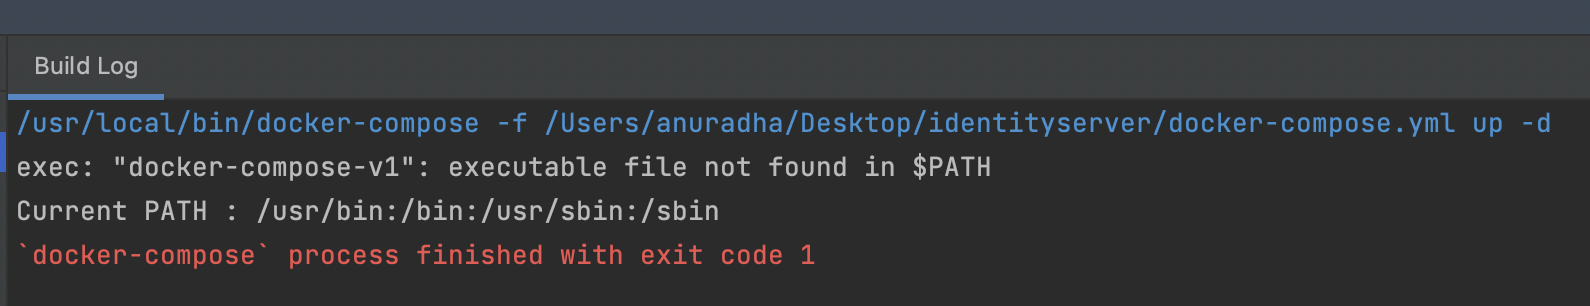 Build Log
/usr/local/bin/docker-compose -f /Users/anuradha/Desktop/identityserver/docker-compose.yml up -d
exec: "docker-compose-v1": executable file not found in $PATH
Current PATH : /usr/bin:/bin:/usr/sbin:/sbin
`docker-compose` process finished with exit code 1